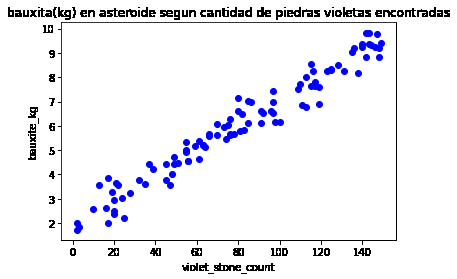 bauxita(kg) en asteroide segun cantidad de piedras violetas encontradas
10
9
8
7
6
5
4
3
2
bauxite_kg
0 20 40 60 80 100 120 140
violet_stone_count